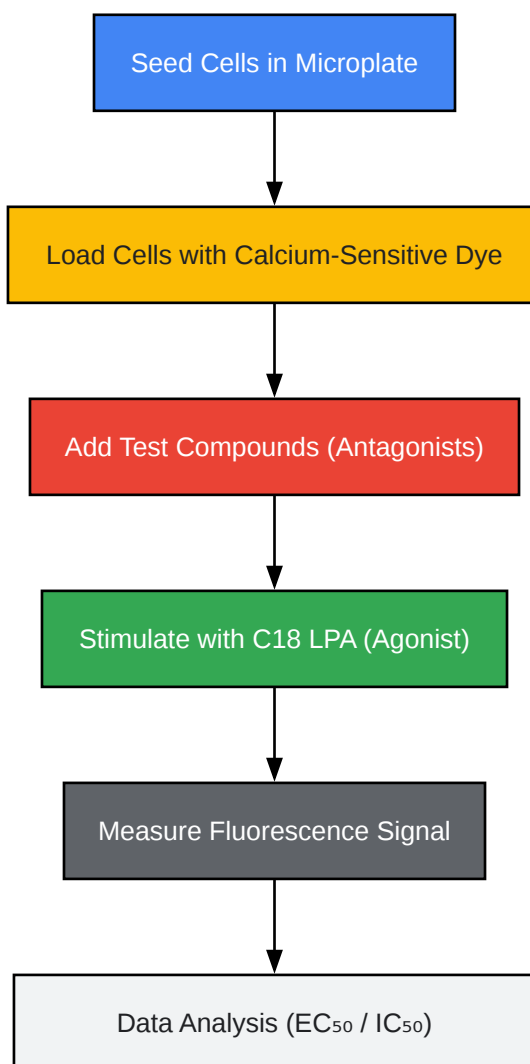 Seed Cells in Microplate
Load Cells with Calcium-Sensitive Dye
Add Test Compounds (Antagonists)
Stimulate with C18 LPA (Agonist)
Measure Fluorescence Signal
Data Analysis (EC₅₀ / IC₅₀)